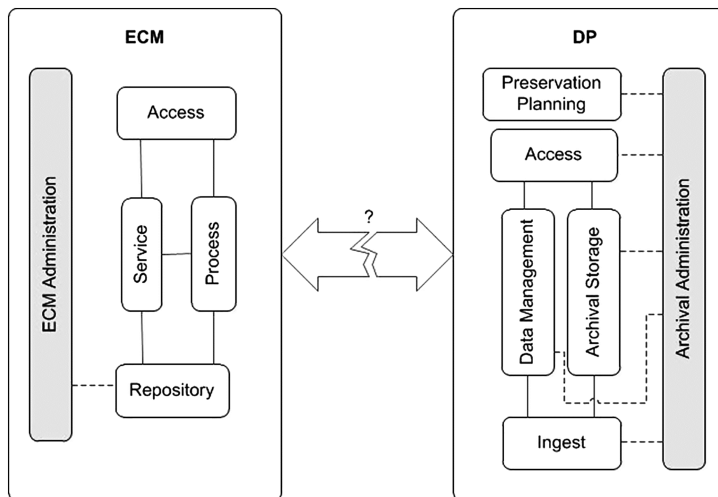 ECM
ECM Administration
Access
Service
Process
Repository
?
DP
Preservation
Planning
Access
Data Management
Archival Storage
Ingest
Archival Administration